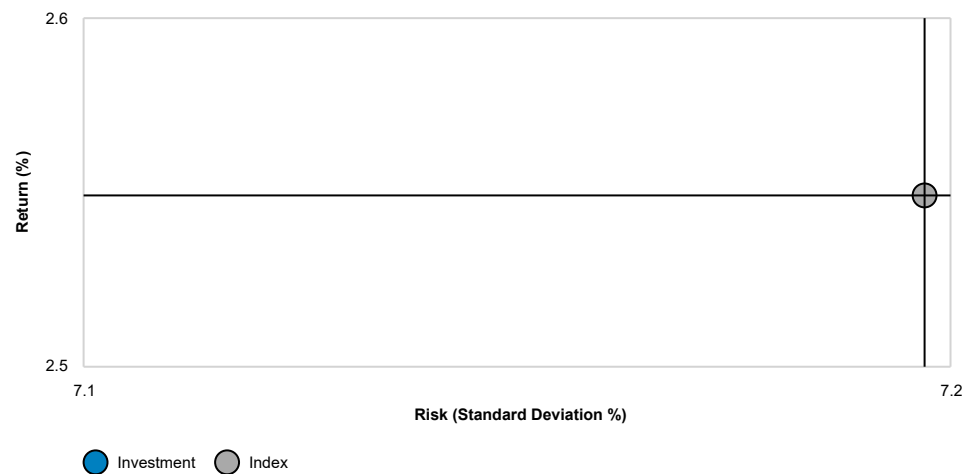 2.6
Return (%)
2.5
7.1
7.2
Risk (Standard Deviation %)
Investment
Index